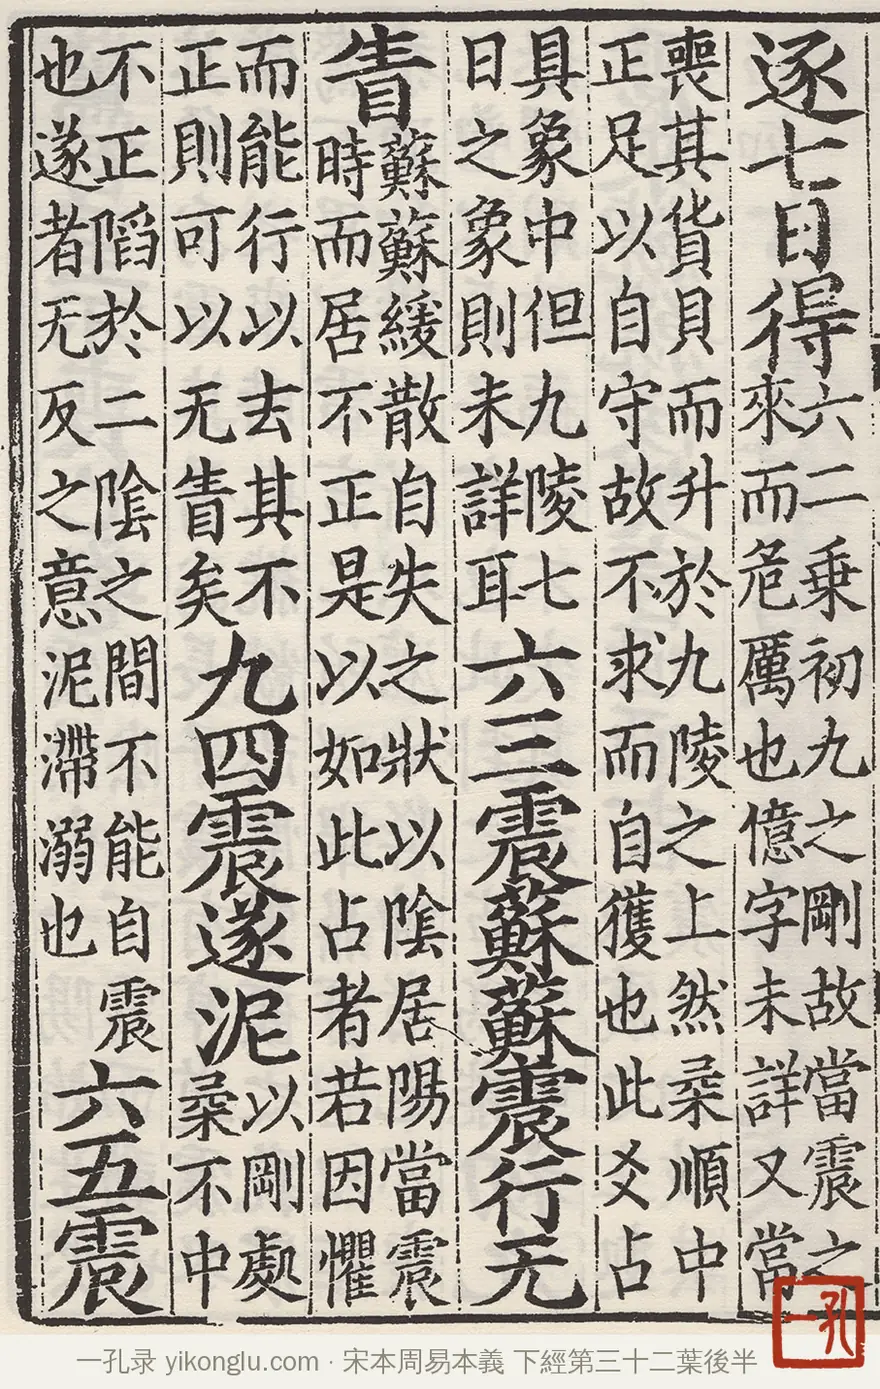 逐七日得六二乗初九之剛故當震之來而危厲也億字未詳又當
喪其貨貝而升於九陵之上然柔順中正足以自守故不求而自獲也此爻占
具象中但九陵七日之象則未詳耳六三震蘇蘇震行无
眚蘇蘇緩散自失之狀以陰居陽當震時而居不正是以如此占者若因懼
而能行以去其不正則可以无眚矣九四震遂泥以剛處柔不中
不正陷於二陰之間不能自震也遂者无反之意泥滯溺也六五震
一孔
一孔录 yikonglu.com · 宋本周易本義 下經第三十二葉後半